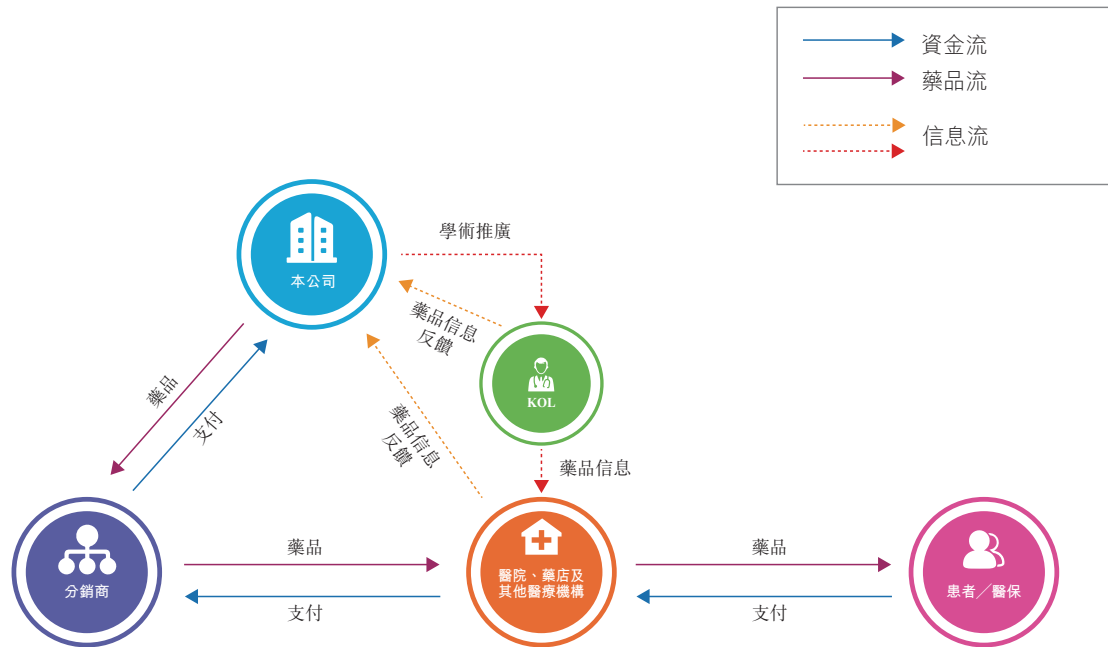 資金流
藥品流
信息流
本公司
學術推廣
藥品信息
反饋
KOL
藥品
支付
藥品信息
反饋
藥品信息
分銷商
藥品
支付
醫院、藥店及
其他醫療機構
藥品
支付
患者／醫保